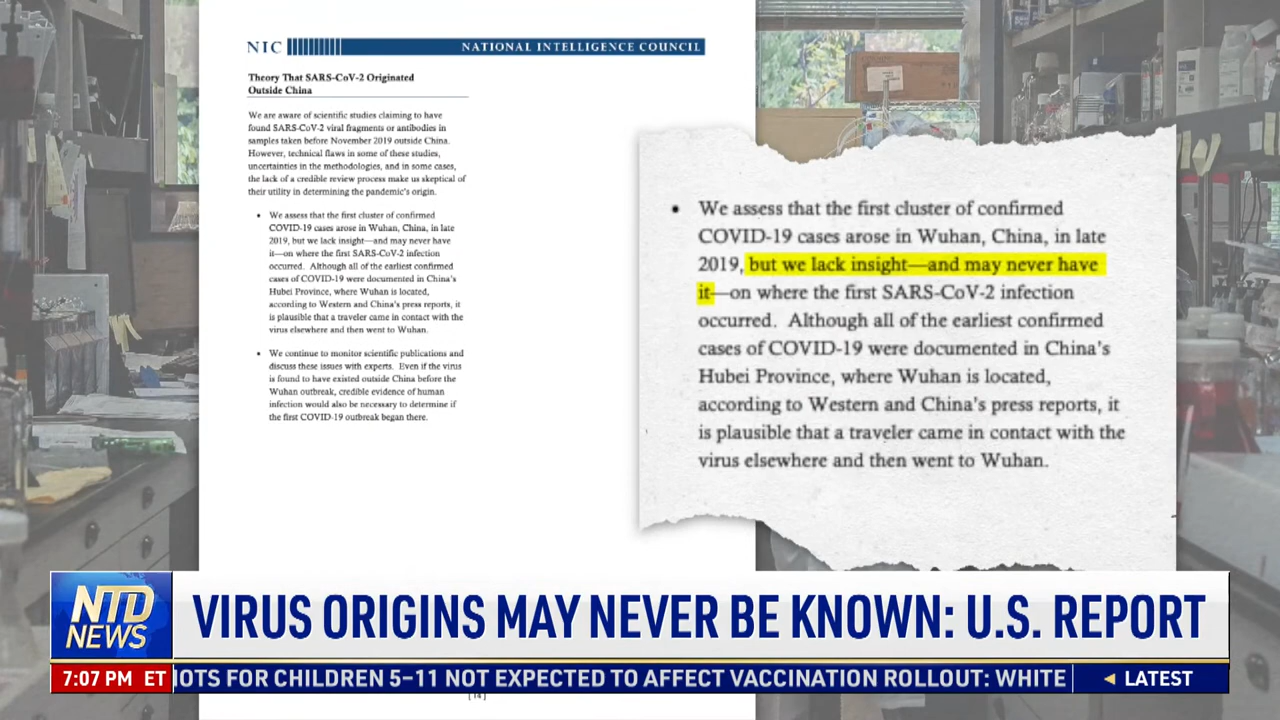 NIC NATIONAL INTELLIGENCE COUNCIL
Theory That SARS-CoV-2 Originated
Outside China
We are aware of scientific studies claiming to have
found SARS-CoV-2 viral fragments or antibodies in
samples taken before November 2019 outside China.
However, technical flaws in some of these studies,
uncertainties in the methodologies, and in some cases,
the lack of a credible review process make us skeptical of
their utility in determining the pandemic's origin.
• We assess that the first cluster of confirmed
COVID-19 cases arose in Wuhan, China, in late
2019, but we lack insight—and may never have
it—on where the first SARS-CoV-2 infection
occurred. Although all of the earliest confirmed
cases of COVID-19 were documented in China's
Hubei Province, where Wuhan is located,
according to Western and China's press reports, it
is plausible that a traveler came in contact with the
virus elsewhere and then went to Wuhan.
• We continue to monitor scientific publications and
discuss these issues with experts. Even if the virus
is found to have existed outside China before the
Wuhan outbreak, credible evidence of human
infection would also be necessary to determine if
the first COVID-19 outbreak began there.
• We assess that the first cluster of confirmed
COVID-19 cases arose in Wuhan, China, in late
2019, but we lack insight—and may never have
it—on where the first SARS-CoV-2 infection
occurred. Although all of the earliest confirmed
cases of COVID-19 were documented in China's
Hubei Province, where Wuhan is located,
according to Western and China's press reports, it
is plausible that a traveler came in contact with the
virus elsewhere and then went to Wuhan.
NTD
NEWS
VIRUS ORIGINS MAY NEVER BE KNOWN: U.S. REPORT
7:07 PM ET
OTS FOR CHILDREN 5–11 NOT EXPECTED TO AFFECT VACCINATION ROLLOUT: WHITE
LATEST